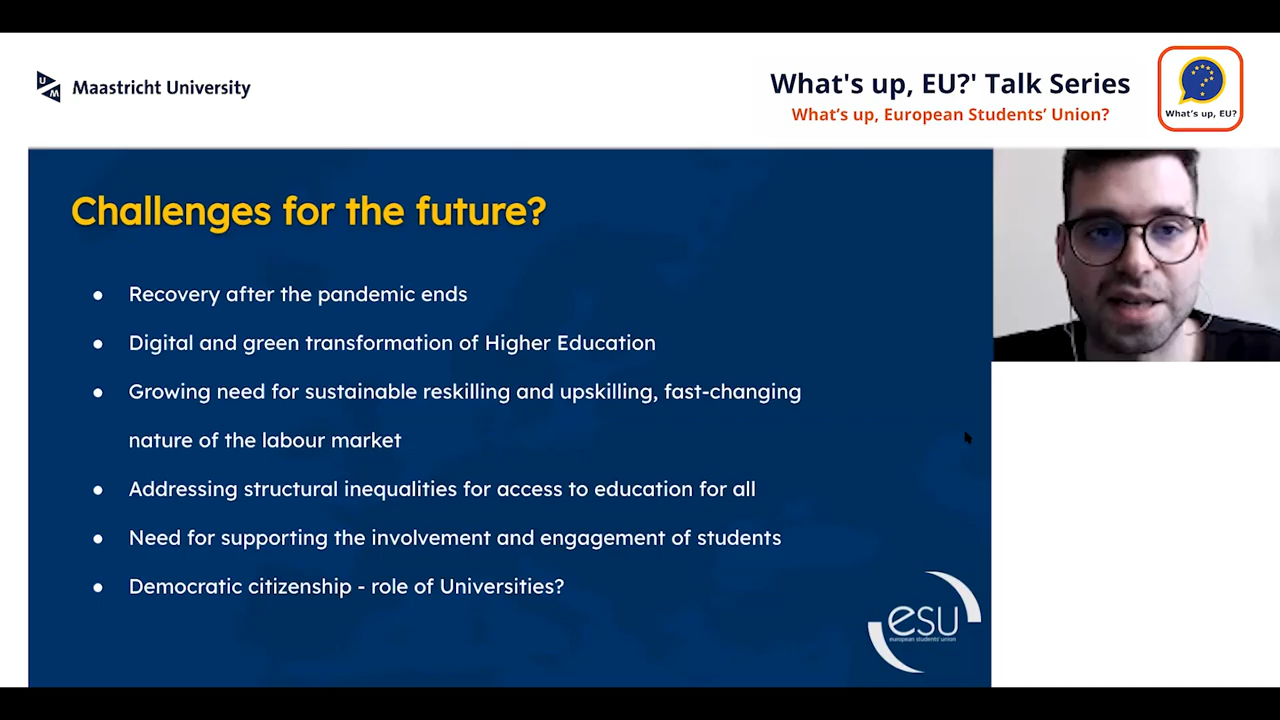 UM
Maastricht University
What's up, EU?' Talk Series
What's up, European Students' Union?
What's up, EU?
Challenges for the future?
● Recovery after the pandemic ends
● Digital and green transformation of Higher Education
● Growing need for sustainable reskilling and upskilling, fast-changing
nature of the labour market
● Addressing structural inequalities for access to education for all
● Need for supporting the involvement and engagement of students
● Democratic citizenship - role of Universities?
esu
european students' union